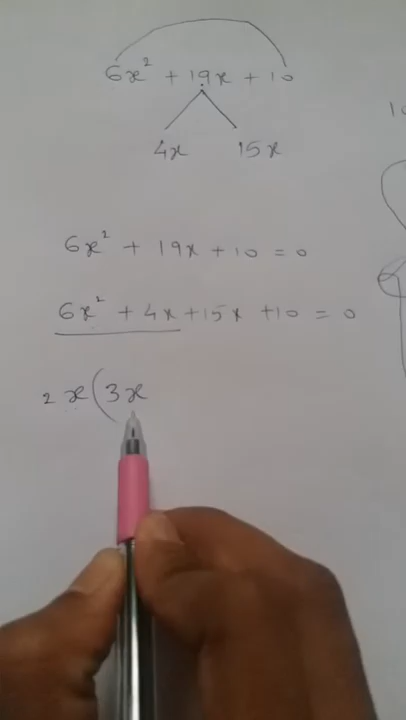 6x² + 19x + 10
4x 15x
6x² + 19x + 10 = 0
6x² + 4x + 15x + 10 = 0
2x(3x